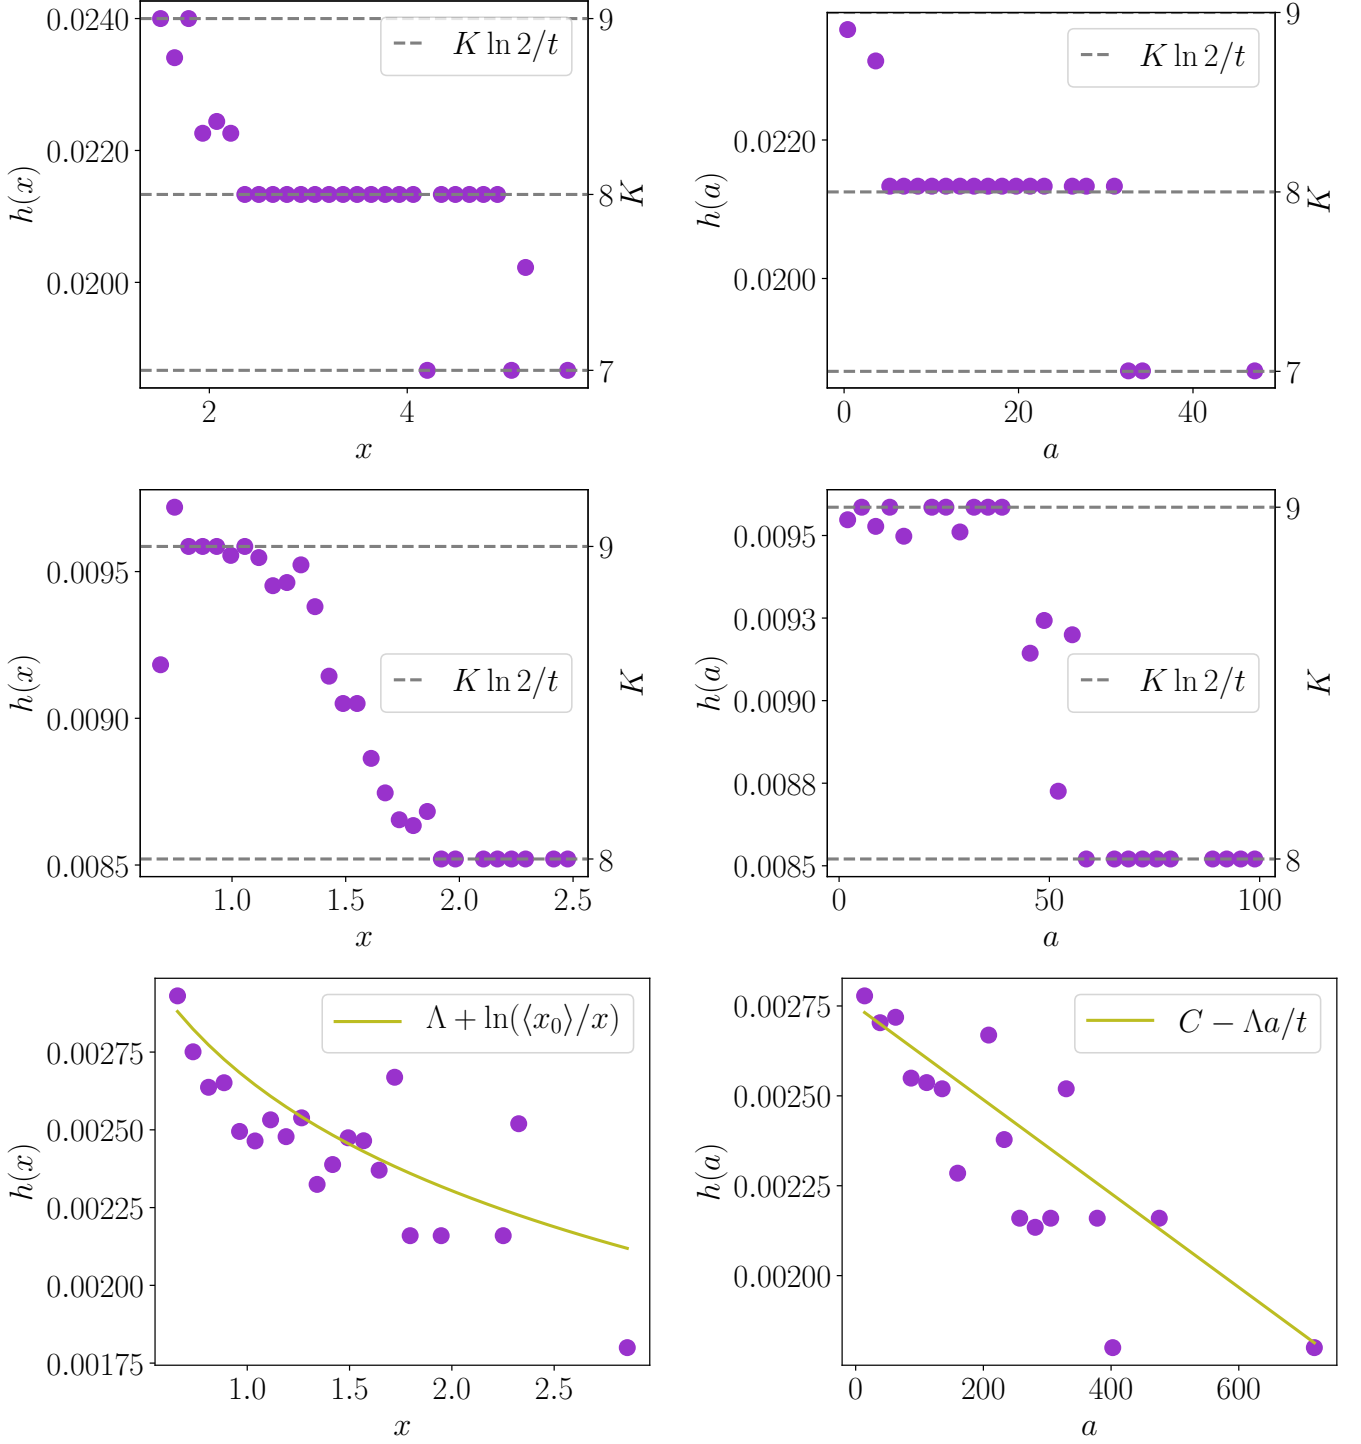 0.0240
0.0220
0.0200
h(x)
K ln 2/t
9
8
7
K
2
4
x
0.0220
0.0200
h(a)
K ln 2/t
9
8
7
K
0
20
40
a
0.0095
0.0090
0.0085
h(x)
K ln 2/t
9
8
K
1.0
1.5
2.0
2.5
x
0.0095
0.0093
0.0090
0.0088
0.0085
h(a)
K ln 2/t
9
8
K
0
50
100
a
0.00275
0.00250
0.00225
0.00200
0.00175
h(x)
Λ + ln(⟨x₀⟩/x)
1.0
1.5
2.0
2.5
x
0.00275
0.00250
0.00225
0.00200
h(a)
C − Λa/t
0
200
400
600
a